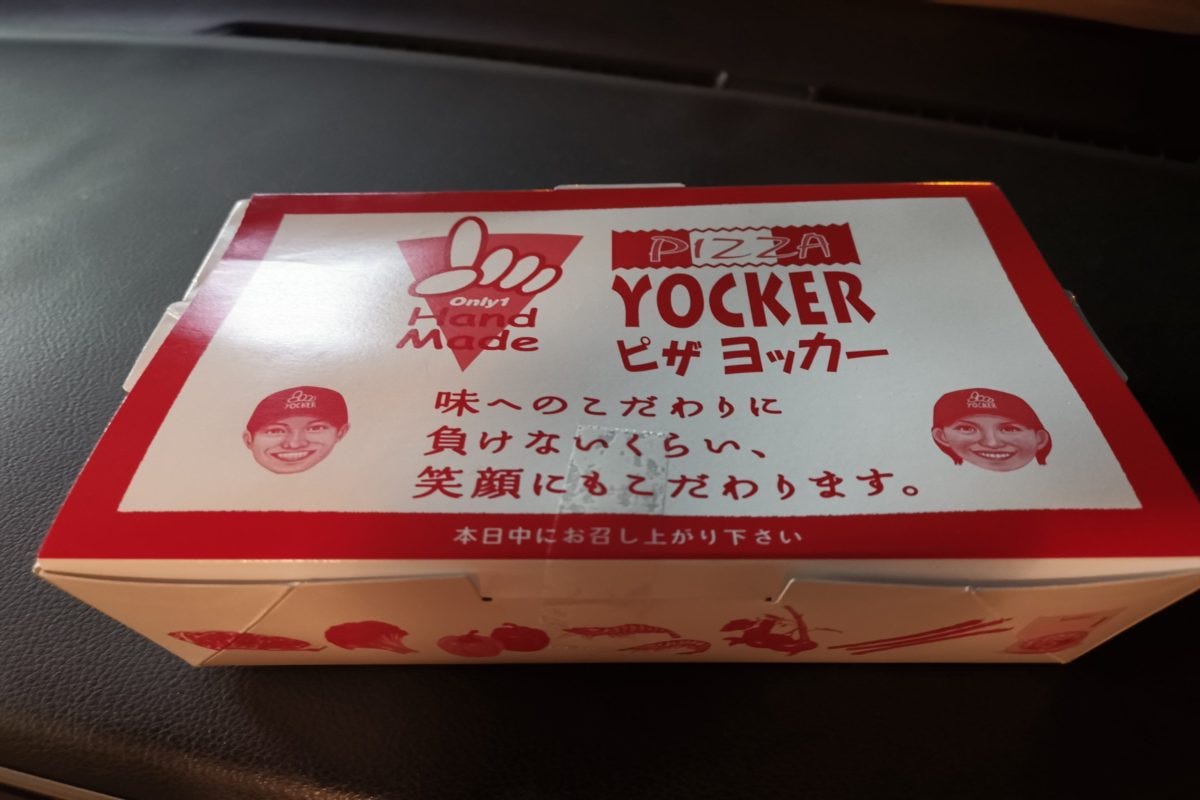 Only1
Hand
Made
PIZZA
YOCKER
ピザ ヨッカー
YOCKER
YOCKER
味へのこだわりに
負けないくらい、
笑顔にもこだわります。
本日中にお召し上がり下さい